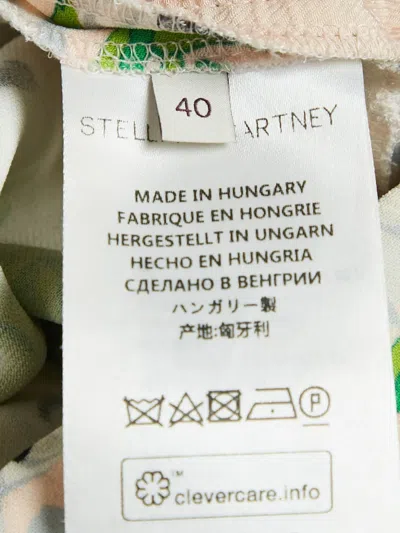 40
STELL ARTNEY
MADE IN HUNGARY
FABRIQUE EN HONGRIE
HERGESTELLT IN UNGARN
HECHO EN HUNGRIA
СДЕЛАНО В ВЕНГРИИ
ハンガリー製
产地:匈牙利
P
™
clevercare.info